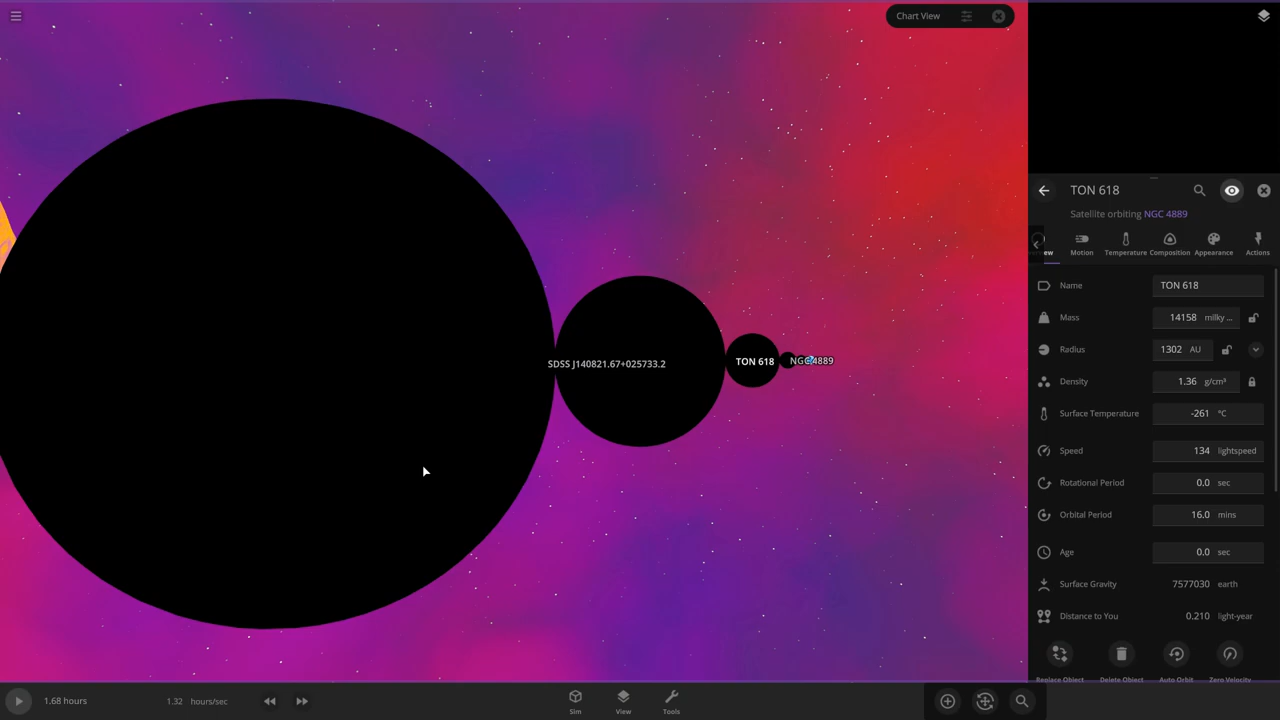 Chart View
SDSS J140821.67+025733.2
TON 618
NGC 4889
TON 618
Satellite orbiting NGC 4889
Motion Temperature Composition Appearance Actions
Name TON 618
Mass 14158 milky ...
Radius 1302 AU
Density 1.36 g/cm³
Surface Temperature -261 °C
Speed 134 lightspeed
Rotational Period 0.0 sec
Orbital Period 16.0 mins
Age 0.0 sec
Surface Gravity 7577030 earth
Distance to You 0.210 light-year
Replace Object Delete Object Auto Orbit Zero Velocity
1.68 hours 1.32 hours/sec
Sim View Tools